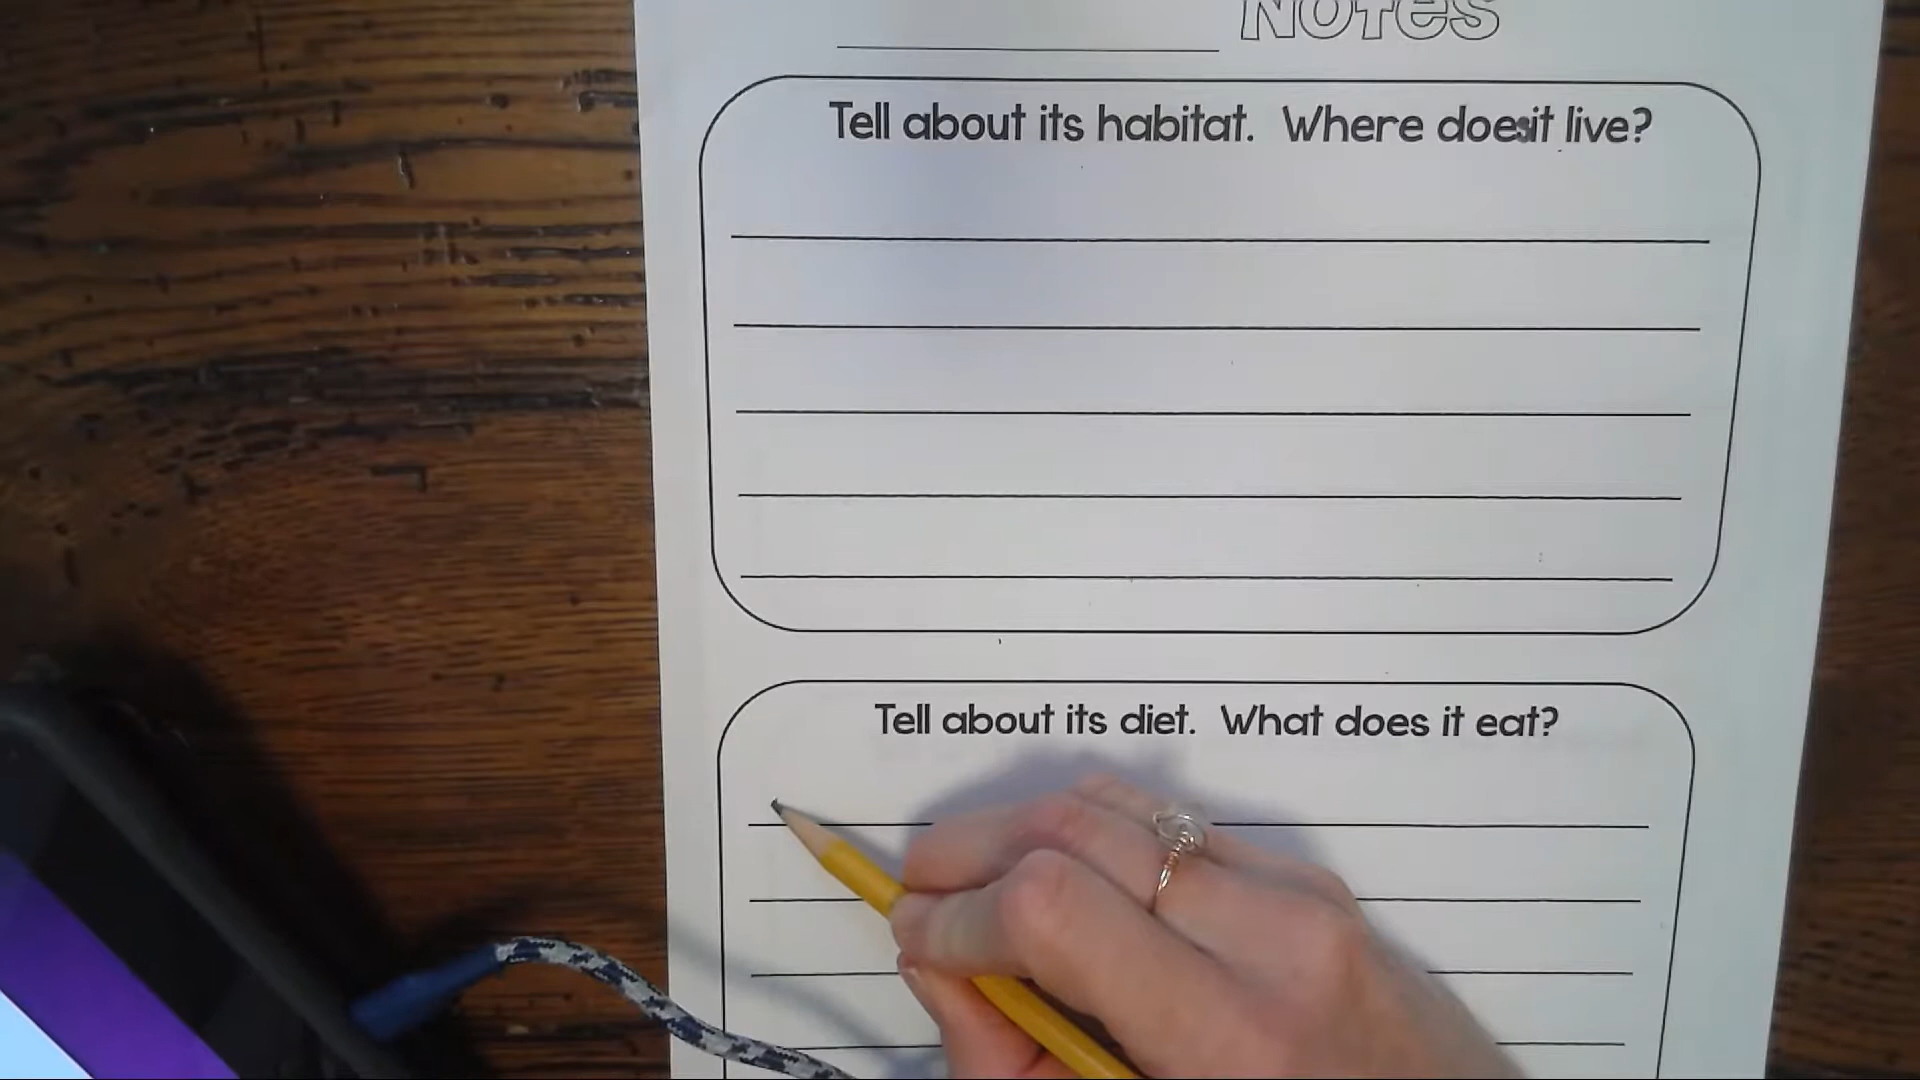 Notes
Tell about its habitat. Where does it live?
Tell about its diet. What does it eat?